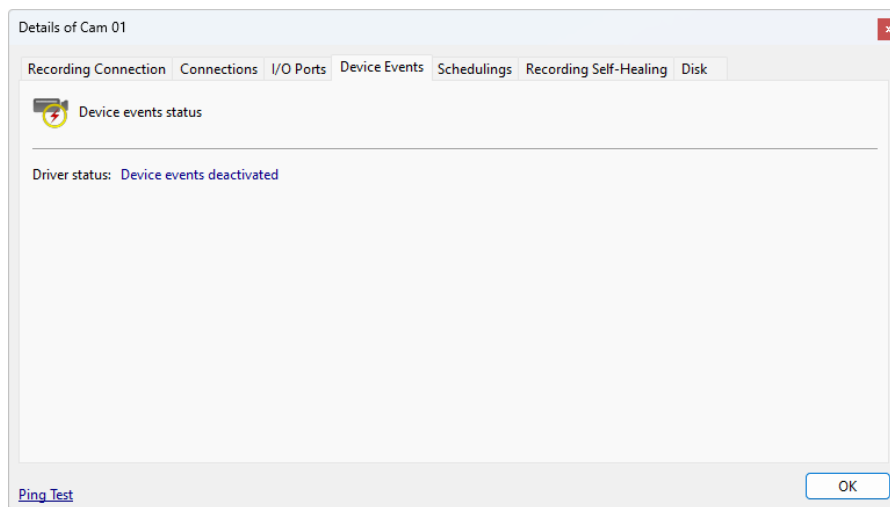 Details of Cam 01
Recording Connection Connections I/O Ports Device Events Schedulings Recording Self-Healing Disk
Device events status
Driver status: Device events deactivated
Ping Test
OK